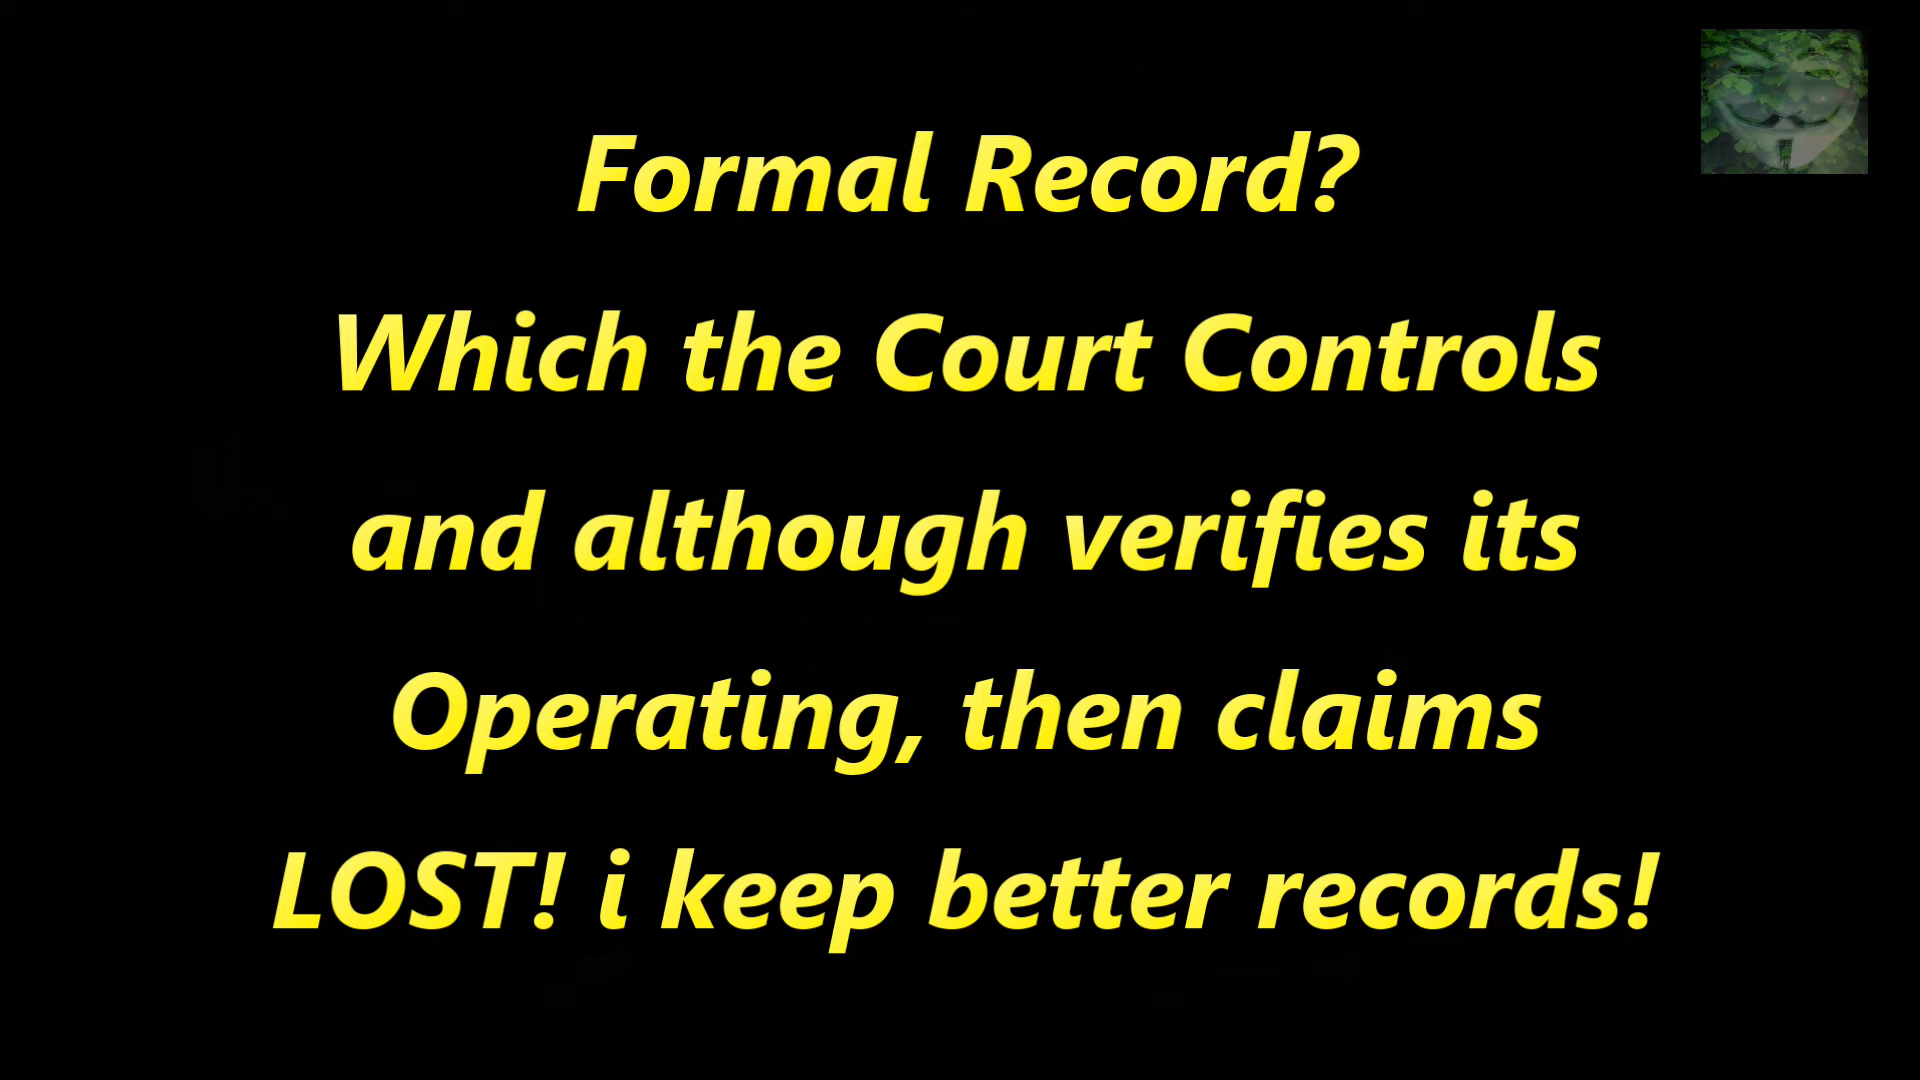 Formal Record?
Which the Court Controls
and although verifies its
Operating, then claims
LOST! i keep better records!